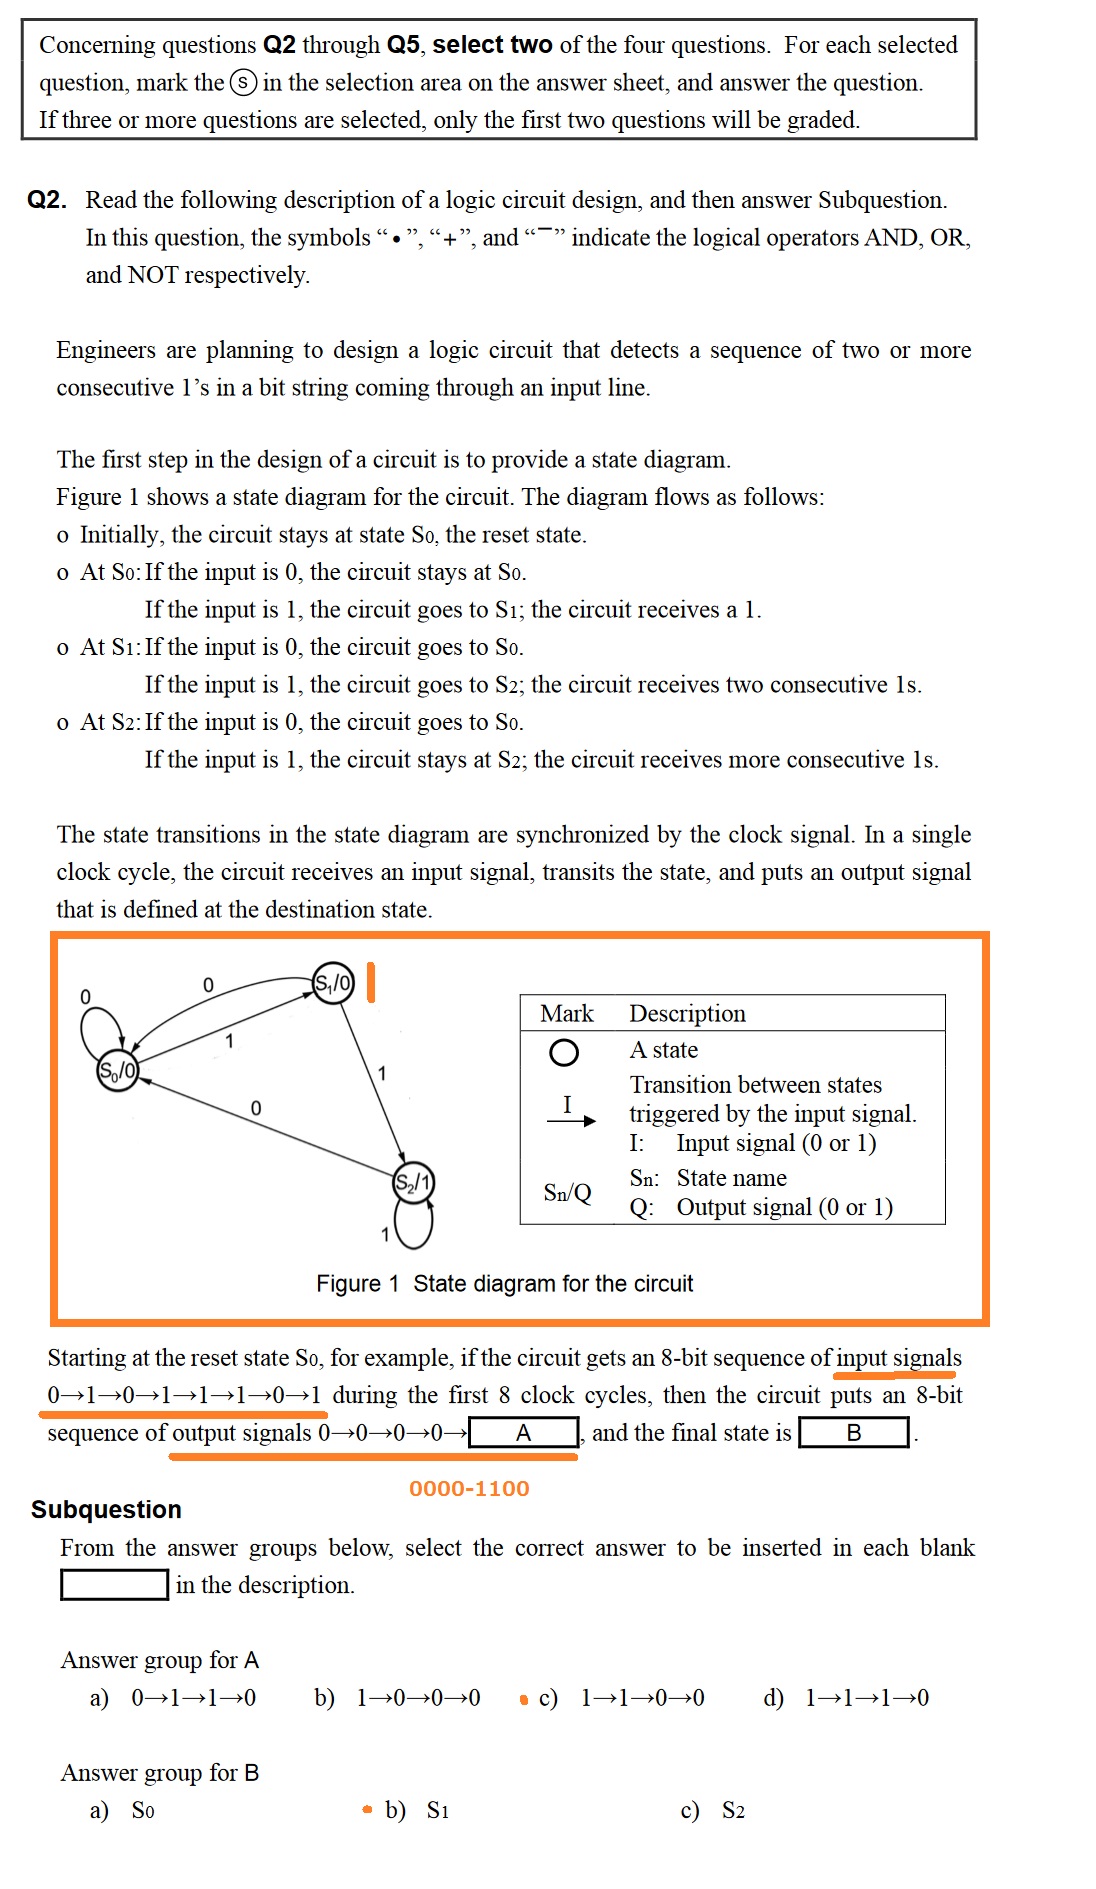 Concerning questions Q2 through Q5, select two of the four questions. For each selected
question, mark the Ⓢ in the selection area on the answer sheet, and answer the question.
If three or more questions are selected, only the first two questions will be graded.
Q2. Read the following description of a logic circuit design, and then answer Subquestion.
In this question, the symbols “•”, “+”, and “¯” indicate the logical operators AND, OR,
and NOT respectively.
Engineers are planning to design a logic circuit that detects a sequence of two or more
consecutive 1’s in a bit string coming through an input line.
The first step in the design of a circuit is to provide a state diagram.
Figure 1 shows a state diagram for the circuit. The diagram flows as follows:
o Initially, the circuit stays at state S0, the reset state.
o At S0: If the input is 0, the circuit stays at S0.
If the input is 1, the circuit goes to S1; the circuit receives a 1.
o At S1: If the input is 0, the circuit goes to S0.
If the input is 1, the circuit goes to S2; the circuit receives two consecutive 1s.
o At S2: If the input is 0, the circuit goes to S0.
If the input is 1, the circuit stays at S2; the circuit receives more consecutive 1s.
The state transitions in the state diagram are synchronized by the clock signal. In a single
clock cycle, the circuit receives an input signal, transits the state, and puts an output signal
that is defined at the destination state.
0
0
S1/0
1
S0/0
1
0
S2/1
1
Mark Description
A state
Transition between states
I triggered by the input signal.
I: Input signal (0 or 1)
Sn/Q Sn: State name
Q: Output signal (0 or 1)
Figure 1 State diagram for the circuit
Starting at the reset state S0, for example, if the circuit gets an 8-bit sequence of input signals
0→1→0→1→1→1→0→1 during the first 8 clock cycles, then the circuit puts an 8-bit
sequence of output signals 0→0→0→0→ A , and the final state is B .
0000-1100
Subquestion
From the answer groups below, select the correct answer to be inserted in each blank
in the description.
Answer group for A
a) 0→1→1→0 b) 1→0→0→0 c) 1→1→0→0 d) 1→1→1→0
Answer group for B
a) S0 b) S1 c) S2